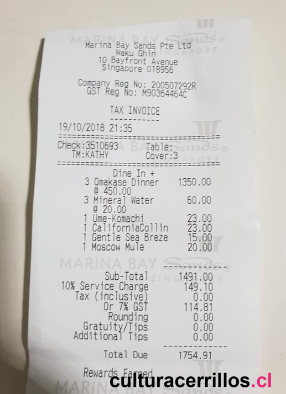 Marina Bay Sands Pte Ltd
Waku Ghin
10 Bayfront Avenue
Singapore 018956
Company Reg No: 200507292R
GST Reg No: M90364464C
TAX INVOICE
19/10/2018 21:35
Check:3510693 Table:
TM:KATHY Cover:3
Dine In +
3 Omakase Dinner 1350.00
@ 450.00
3 Mineral Water 60.00
@ 20.00
1 Ume-Komachi 23.00
1 CaliforniaCollin 23.00
1 Gentle Sea Breze 15.00
1 Moscow Mule 20.00
MARINA BAY Sands
SINGAPORE
Sub-Total 1491.00
10% Service Charge 149.10
Tax (inclusive) 0.00
Or 7% GST 114.81
Rounding 0.00
Gratuity/Tips 0.00
Additional Tips 0.00
Total Due 1754.91
Rewards Earned
culturacerrillos.cl